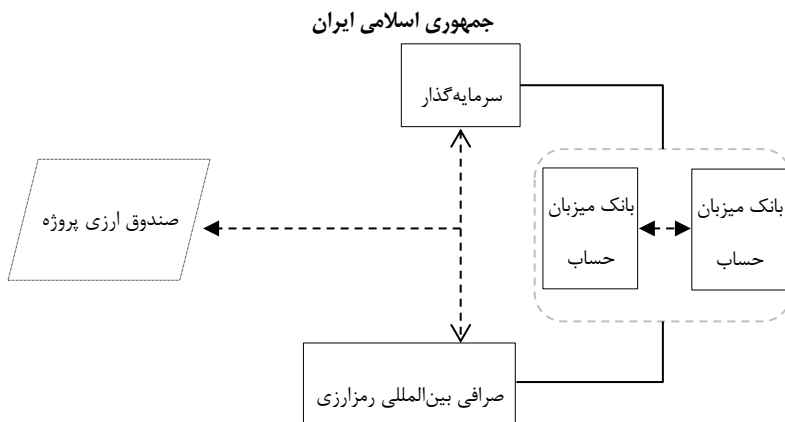 جمهوری اسلامی ایران
سرمایه‌گذار
بانک میزبان
حساب
بانک میزبان
حساب
صندوق ارزی پروژه
صرافی بین‌المللی رمزارزی